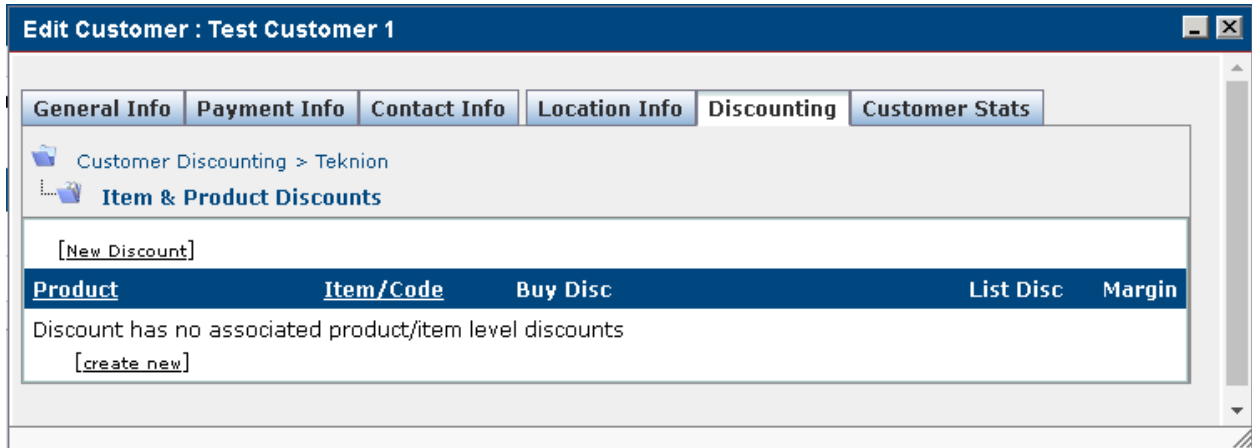 Edit Customer : Test Customer 1
General Info Payment Info Contact Info Location Info Discounting Customer Stats
Customer Discounting > Teknion
Item & Product Discounts
[New Discount]
Product Item/Code Buy Disc List Disc Margin
Discount has no associated product/item level discounts
[create new]